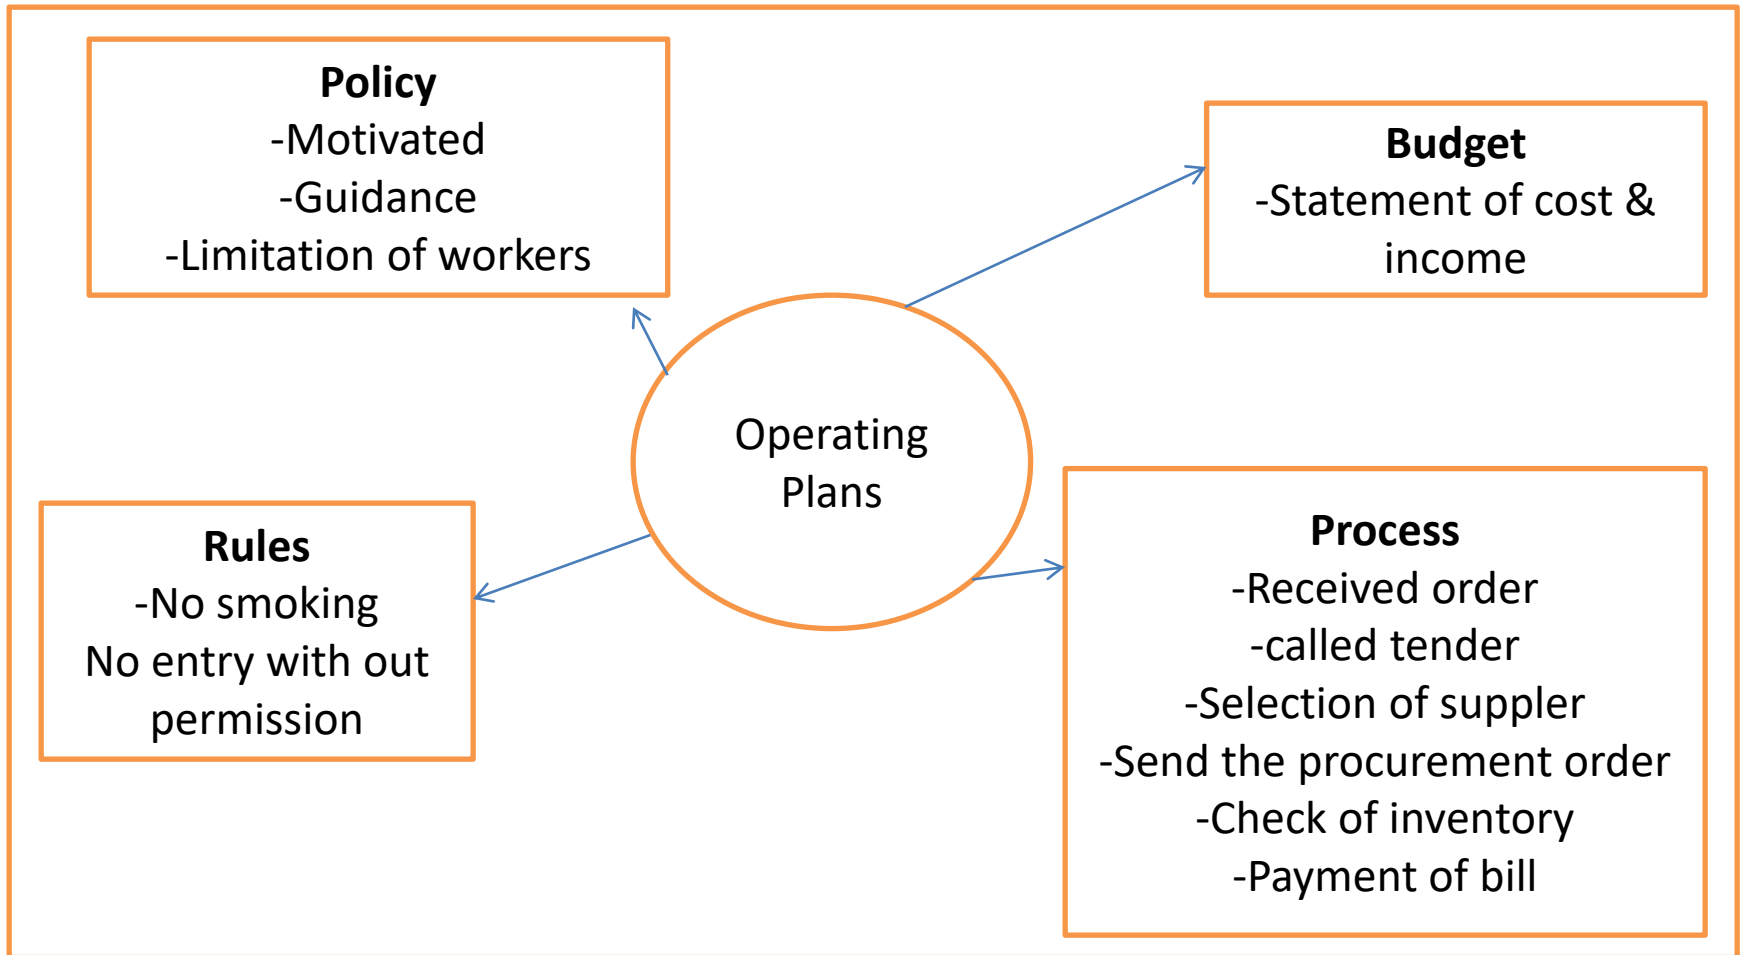 Policy
-Motivated
-Guidance
-Limitation of workers
Budget
-Statement of cost &
income
Operating
Plans
Rules
-No smoking
No entry with out
permission
Process
-Received order
-called tender
-Selection of suppler
-Send the procurement order
-Check of inventory
-Payment of bill